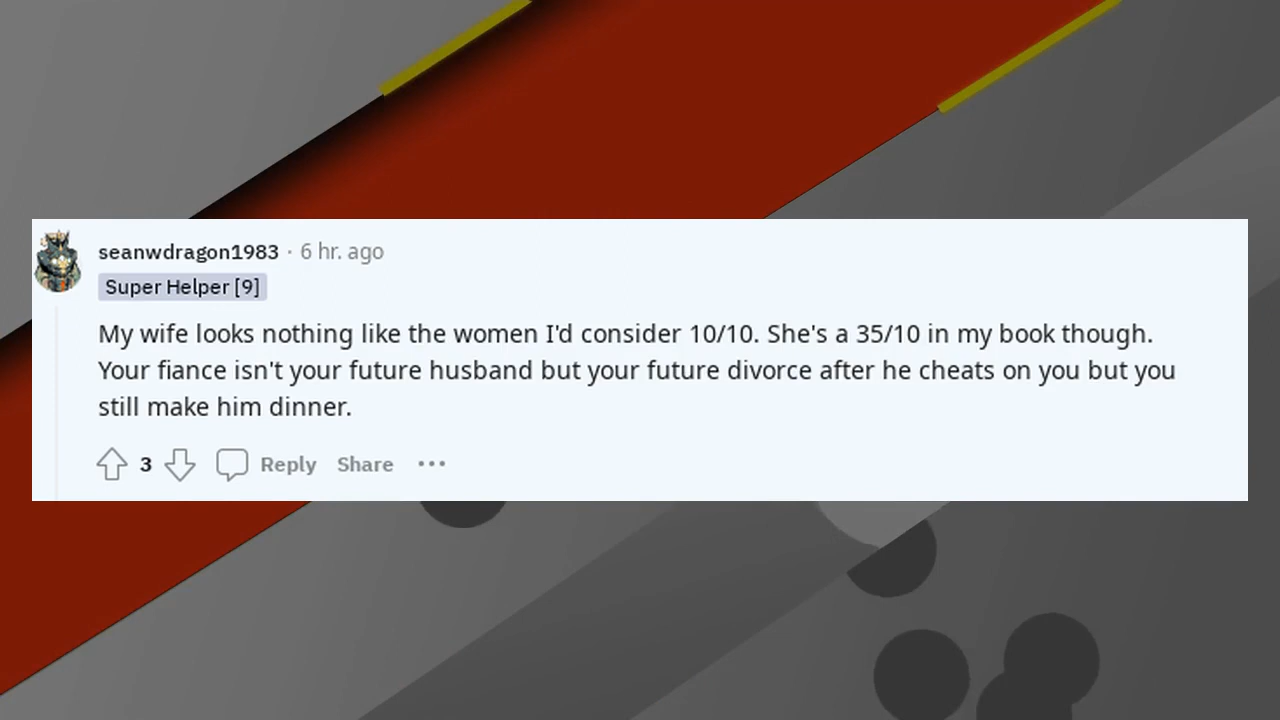 seanwdragon1983 · 6 hr. ago
Super Helper [9]
My wife looks nothing like the women I'd consider 10/10. She's a 35/10 in my book though.
Your fiance isn't your future husband but your future divorce after he cheats on you but you
still make him dinner.
3 Reply Share ···